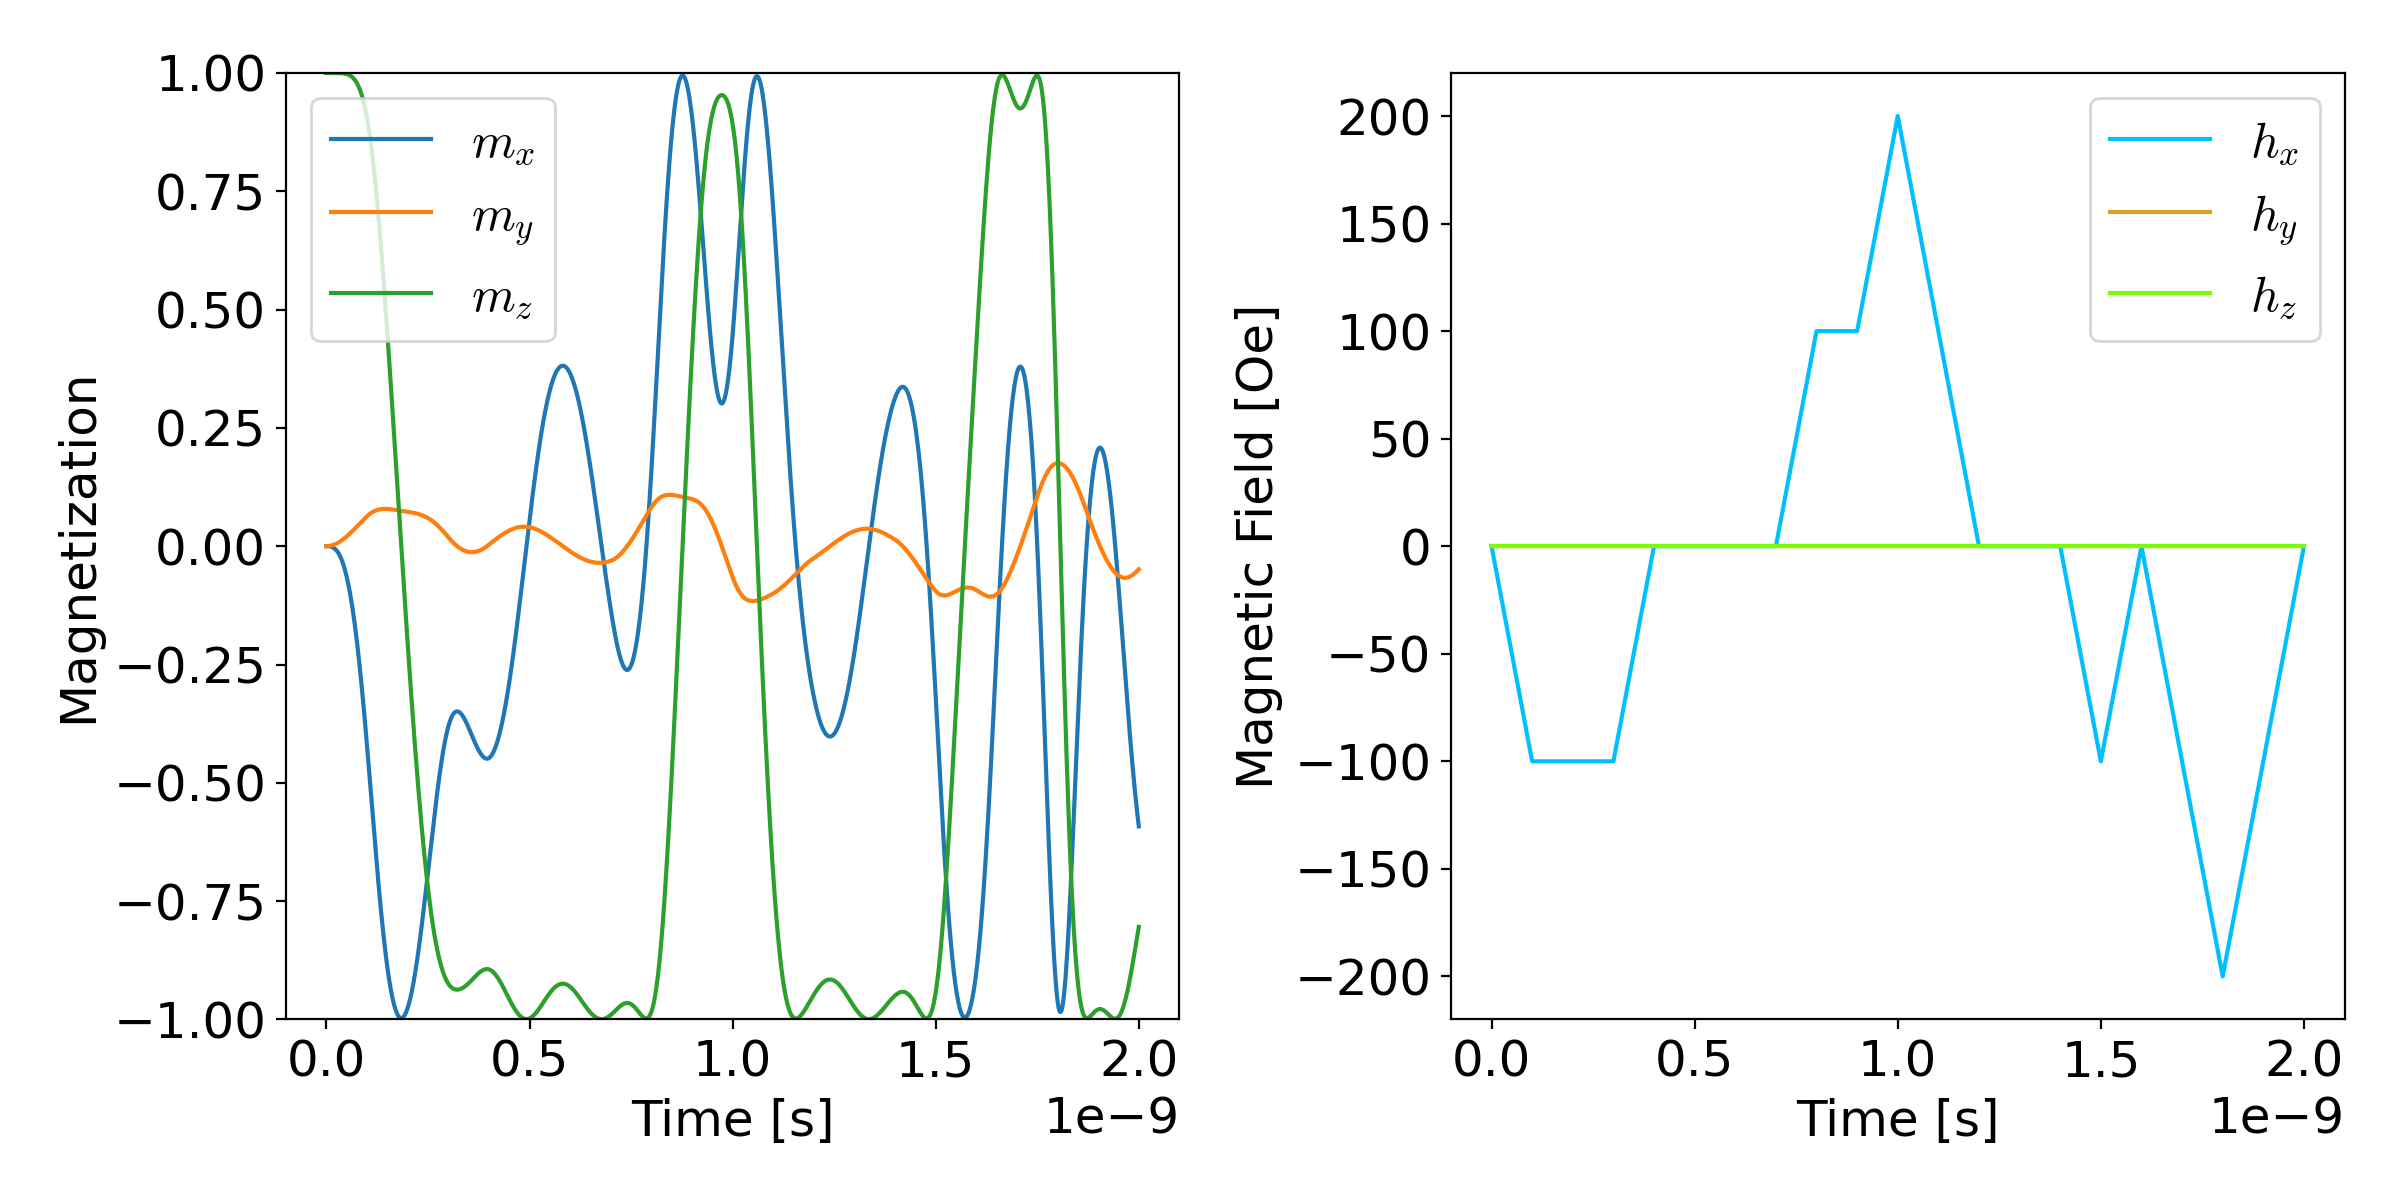 1.00
0.75
0.50
0.25
0.00
−0.25
−0.50
−0.75
−1.00
Magnetization
m_x
m_y
m_z
0.0 0.5 1.0 1.5 2.0
Time [s] 1e−9
200
150
100
50
0
−50
−100
−150
−200
Magnetic Field [Oe]
h_x
h_y
h_z
0.0 0.5 1.0 1.5 2.0
Time [s] 1e−9